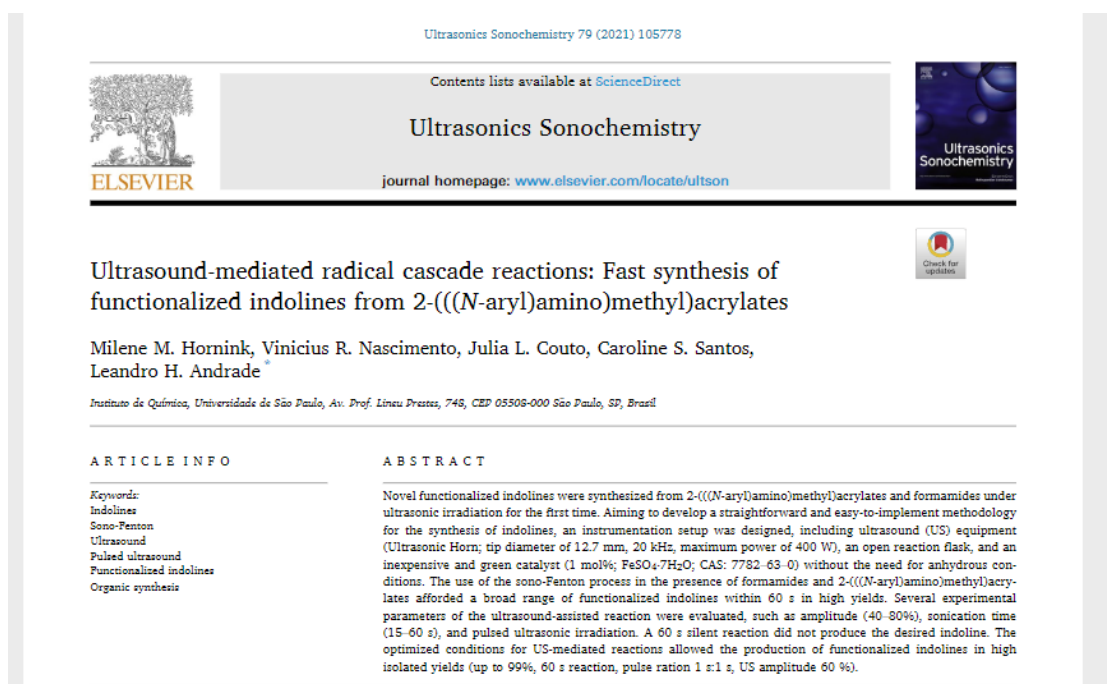 Ultrasonics Sonochemistry 79 (2021) 105778
Contents lists available at ScienceDirect
Ultrasonics Sonochemistry
journal homepage: www.elsevier.com/locate/ultson
ELSEVIER
Ultrasonics
Sonochemistry
Check for
updates
Ultrasound-mediated radical cascade reactions: Fast synthesis of
functionalized indolines from 2-(((N-aryl)amino)methyl)acrylates
Milene M. Hornink, Vinicius R. Nascimento, Julia L. Couto, Caroline S. Santos,
Leandro H. Andrade *
Instituto de Química, Universidade de São Paulo, Av. Prof. Lineu Prestes, 748, CEP 05508-000 São Paulo, SP, Brasil
ARTICLE INFO
Keywords:
Indolines
Sono-Fenton
Ultrasound
Pulsed ultrasound
Functionalized indolines
Organic synthesis
ABSTRACT
Novel functionalized indolines were synthesized from 2-(((N-aryl)amino)methyl)acrylates and formamides under
ultrasonic irradiation for the first time. Aiming to develop a straightforward and easy-to-implement methodology
for the synthesis of indolines, an instrumentation setup was designed, including ultrasound (US) equipment
(Ultrasonic Horn; tip diameter of 12.7 mm, 20 kHz, maximum power of 400 W), an open reaction flask, and an
inexpensive and green catalyst (1 mol%; FeSO₄·7H₂O; CAS: 7782–63–0) without the need for anhydrous con-
ditions. The use of the sono-Fenton process in the presence of formamides and 2-(((N-aryl)amino)methyl)acry-
lates afforded a broad range of functionalized indolines within 60 s in high yields. Several experimental
parameters of the ultrasound-assisted reaction were evaluated, such as amplitude (40–80%), sonication time
(15–60 s), and pulsed ultrasonic irradiation. A 60 s silent reaction did not produce the desired indoline. The
optimized conditions for US-mediated reactions allowed the production of functionalized indolines in high
isolated yields (up to 99%, 60 s reaction, pulse ration 1 s:1 s, US amplitude 60 %).